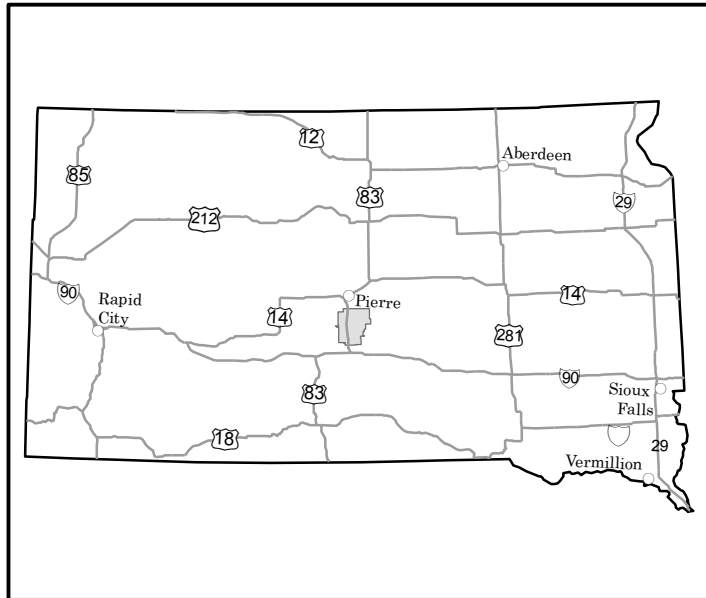 12
Aberdeen
85
83
29
212
90
Rapid
City
Pierre
14
14
281
90
Sioux
Falls
83
18
29
Vermillion